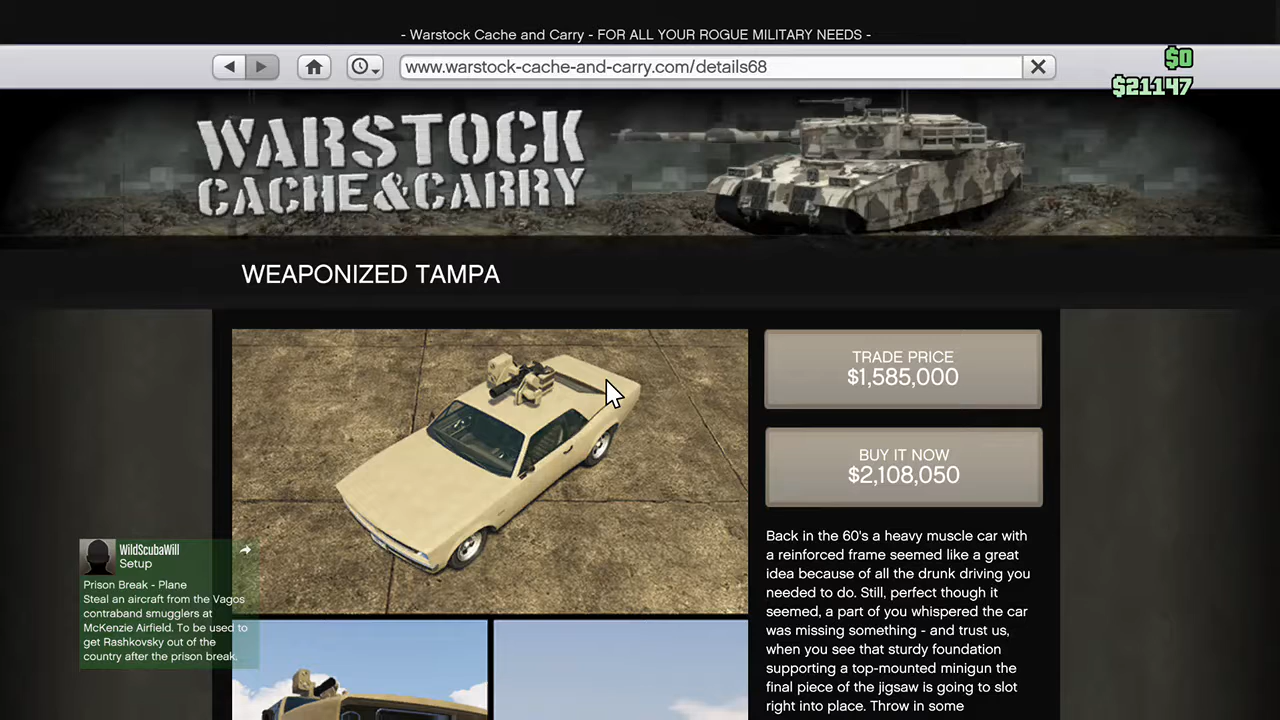 - Warstock Cache and Carry - FOR ALL YOUR ROGUE MILITARY NEEDS -
www.warstock-cache-and-carry.com/details68
$0
$21147
WARSTOCK
CACHE&CARRY
WEAPONIZED TAMPA
TRADE PRICE
$1,585,000
BUY IT NOW
$2,108,050
Back in the 60's a heavy muscle car with
a reinforced frame seemed like a great
idea because of all the drunk driving you
needed to do. Still, perfect though it
seemed, a part of you whispered the car
was missing something - and trust us,
when you see that sturdy foundation
supporting a top-mounted minigun the
final piece of the jigsaw is going to slot
right into place. Throw in some
WildScubaWill
Setup
Prison Break - Plane
Steal an aircraft from the Vagos
contraband smugglers at
McKenzie Airfield. To be used to
get Rashkovsky out of the
country after the prison break.